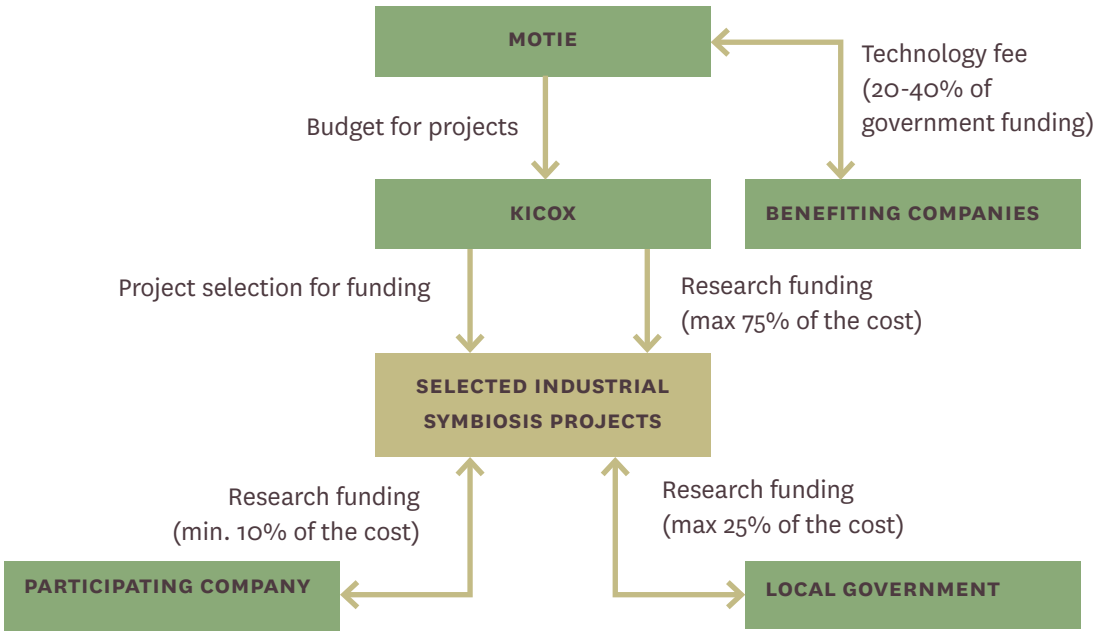 MOTIE
Technology fee
(20-40% of
government funding)
Budget for projects
KICOX
BENEFITING COMPANIES
Project selection for funding
Research funding
(max 75% of the cost)
SELECTED INDUSTRIAL
SYMBIOSIS PROJECTS
Research funding
(min. 10% of the cost)
Research funding
(max 25% of the cost)
PARTICIPATING COMPANY
LOCAL GOVERNMENT